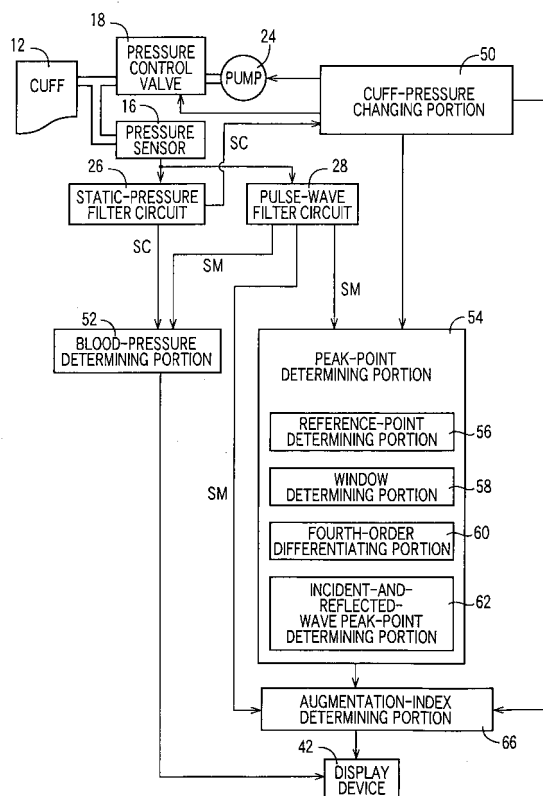 12
CUFF
18
PRESSURE
CONTROL
VALVE
24
PUMP
50
CUFF-PRESSURE
CHANGING PORTION
16
PRESSURE
SENSOR
SC
26
STATIC-PRESSURE
FILTER CIRCUIT
28
PULSE-WAVE
FILTER CIRCUIT
SC
SM
SM
52
BLOOD-PRESSURE
DETERMINING PORTION
54
PEAK-POINT
DETERMINING PORTION
REFERENCE-POINT
DETERMINING PORTION
56
SM
WINDOW
DETERMINING PORTION
58
FOURTH-ORDER
DIFFERENTIATING PORTION
60
INCIDENT-AND-
REFLECTED-
WAVE PEAK-POINT
DETERMINING PORTION
62
AUGMENTATION-INDEX
DETERMINING PORTION
66
42
DISPLAY
DEVICE